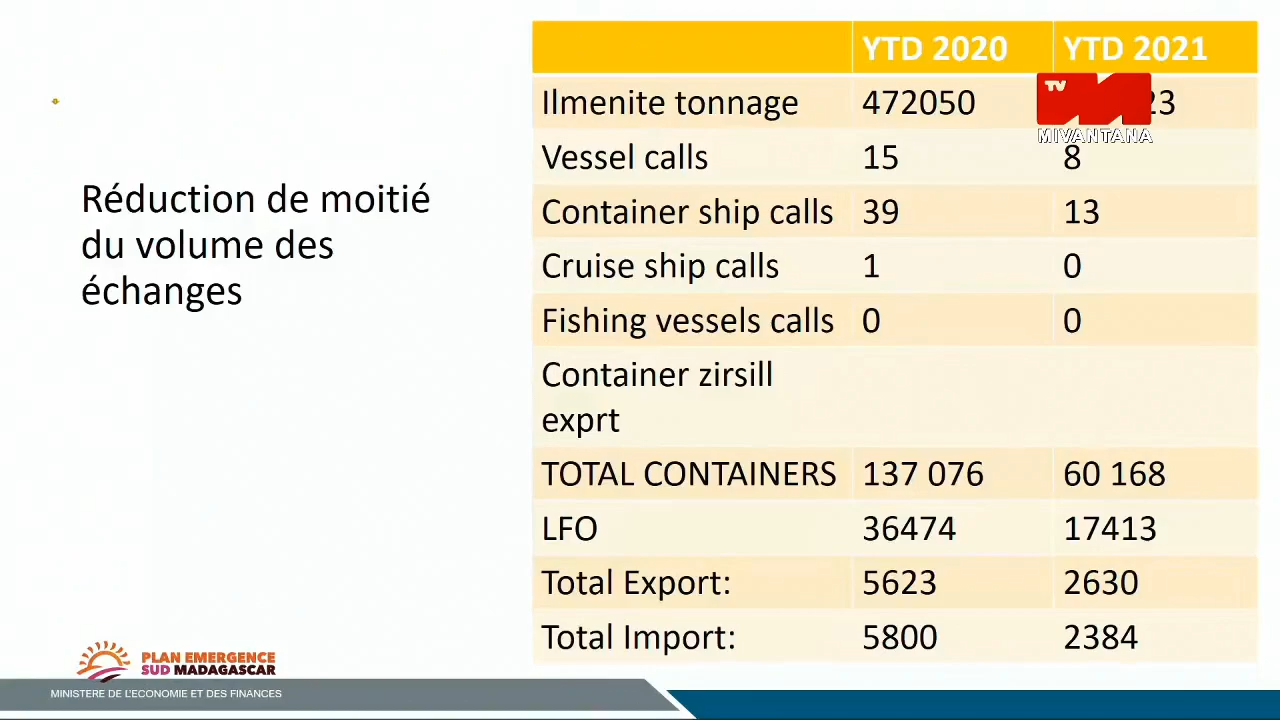 Réduction de moitié
du volume des
échanges
YTD 2020 YTD 2021
Ilmenite tonnage 472050
Vessel calls 15 8
Container ship calls 39 13
Cruise ship calls 1 0
Fishing vessels calls 0 0
Container zirsill
exprt
TOTAL CONTAINERS 137 076 60 168
LFO 36474 17413
Total Export: 5623 2630
Total Import: 5800 2384
TV
MIVANTANA
PLAN EMERGENCE
SUD MADAGASCAR
MINISTERE DE L'ECONOMIE ET DES FINANCES